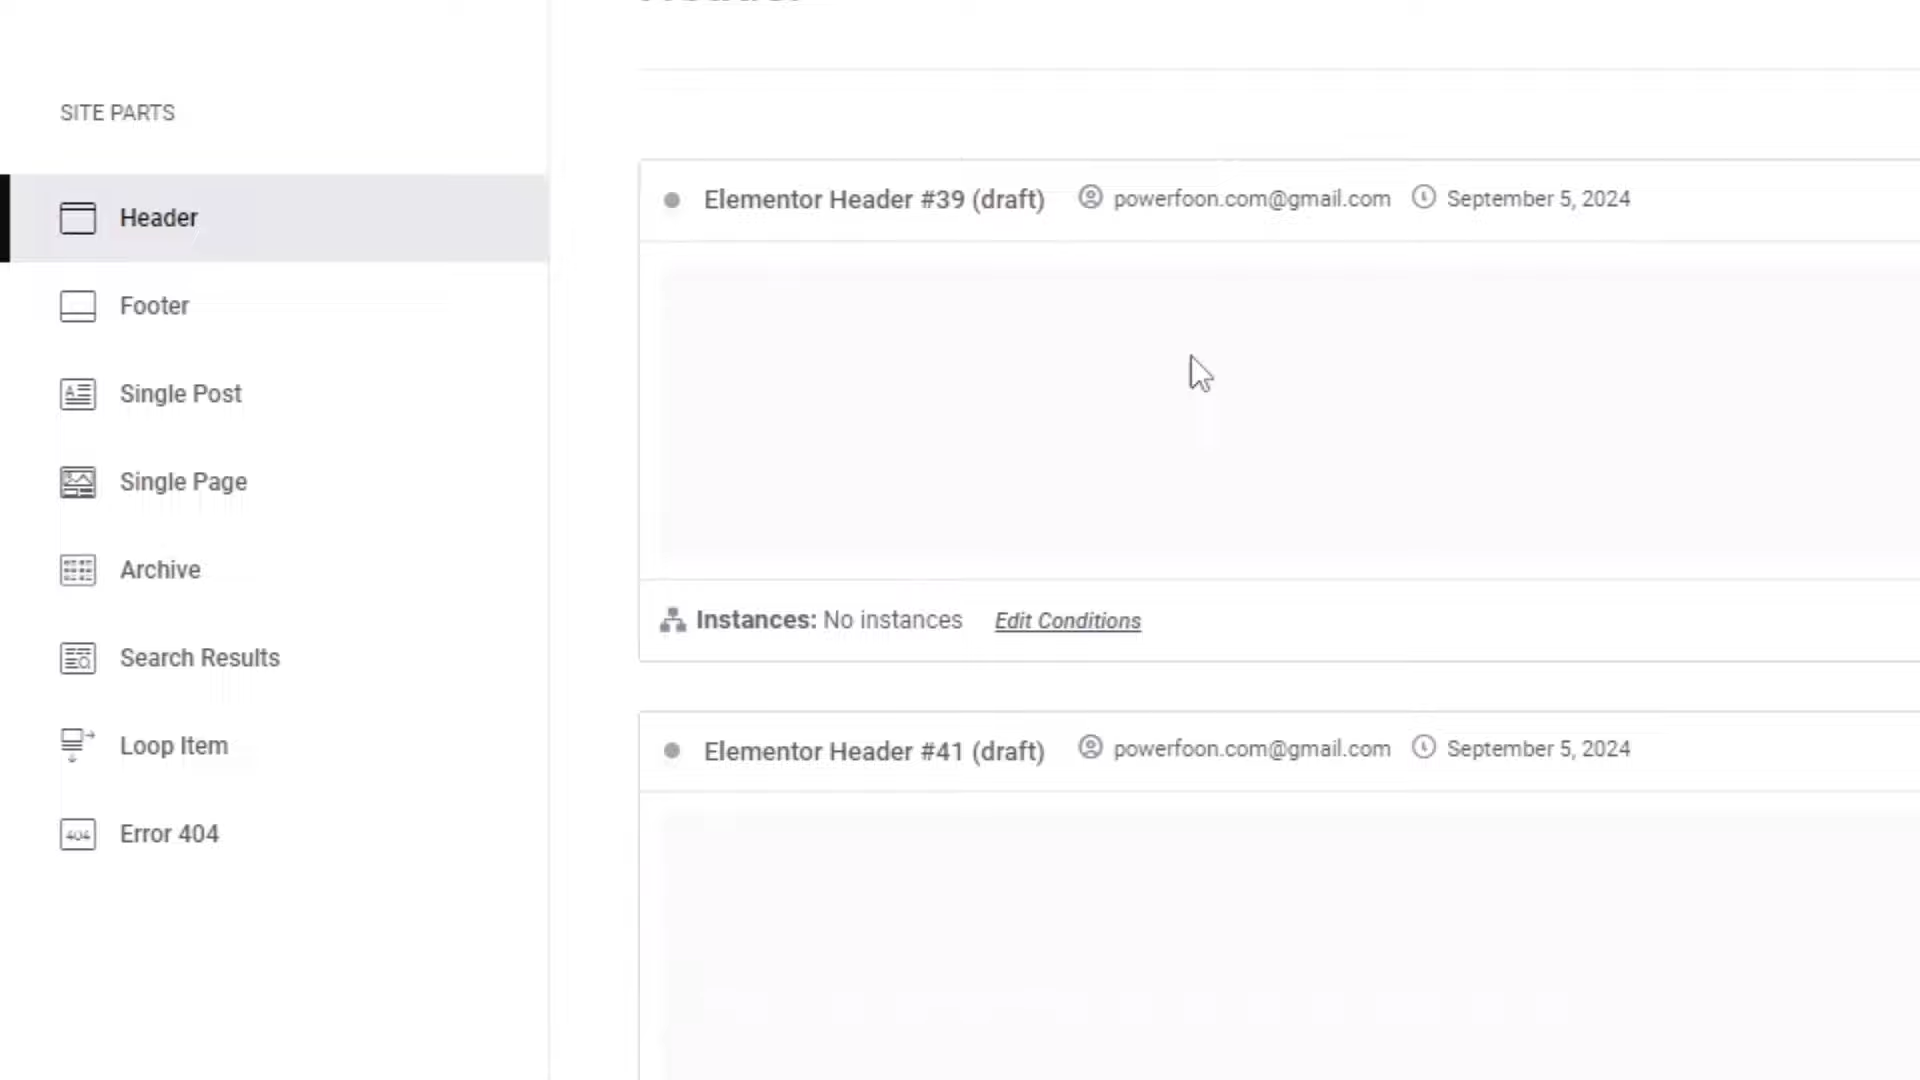 SITE PARTS
Header
Footer
Single Post
Single Page
Archive
Search Results
Loop Item
404 Error 404
Elementor Header #39 (draft) powerfoon.com@gmail.com September 5, 2024
Instances: No instances Edit Conditions
Elementor Header #41 (draft) powerfoon.com@gmail.com September 5, 2024